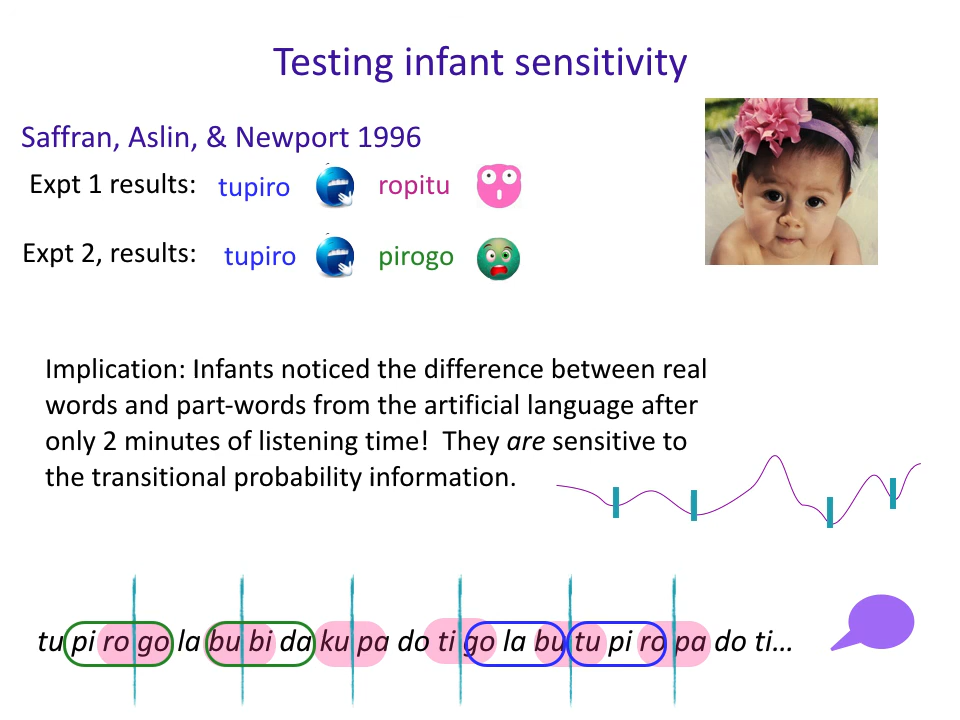 Testing infant sensitivity
Saffran, Aslin, & Newport 1996
Expt 1 results: tupiro ropitu
Expt 2, results: tupiro pirogo
Implication: Infants noticed the difference between real
words and part-words from the artificial language after
only 2 minutes of listening time! They are sensitive to
the transitional probability information.
tu pi ro go la bu bi da ku pa do ti go la bu tu pi ro pa do ti...